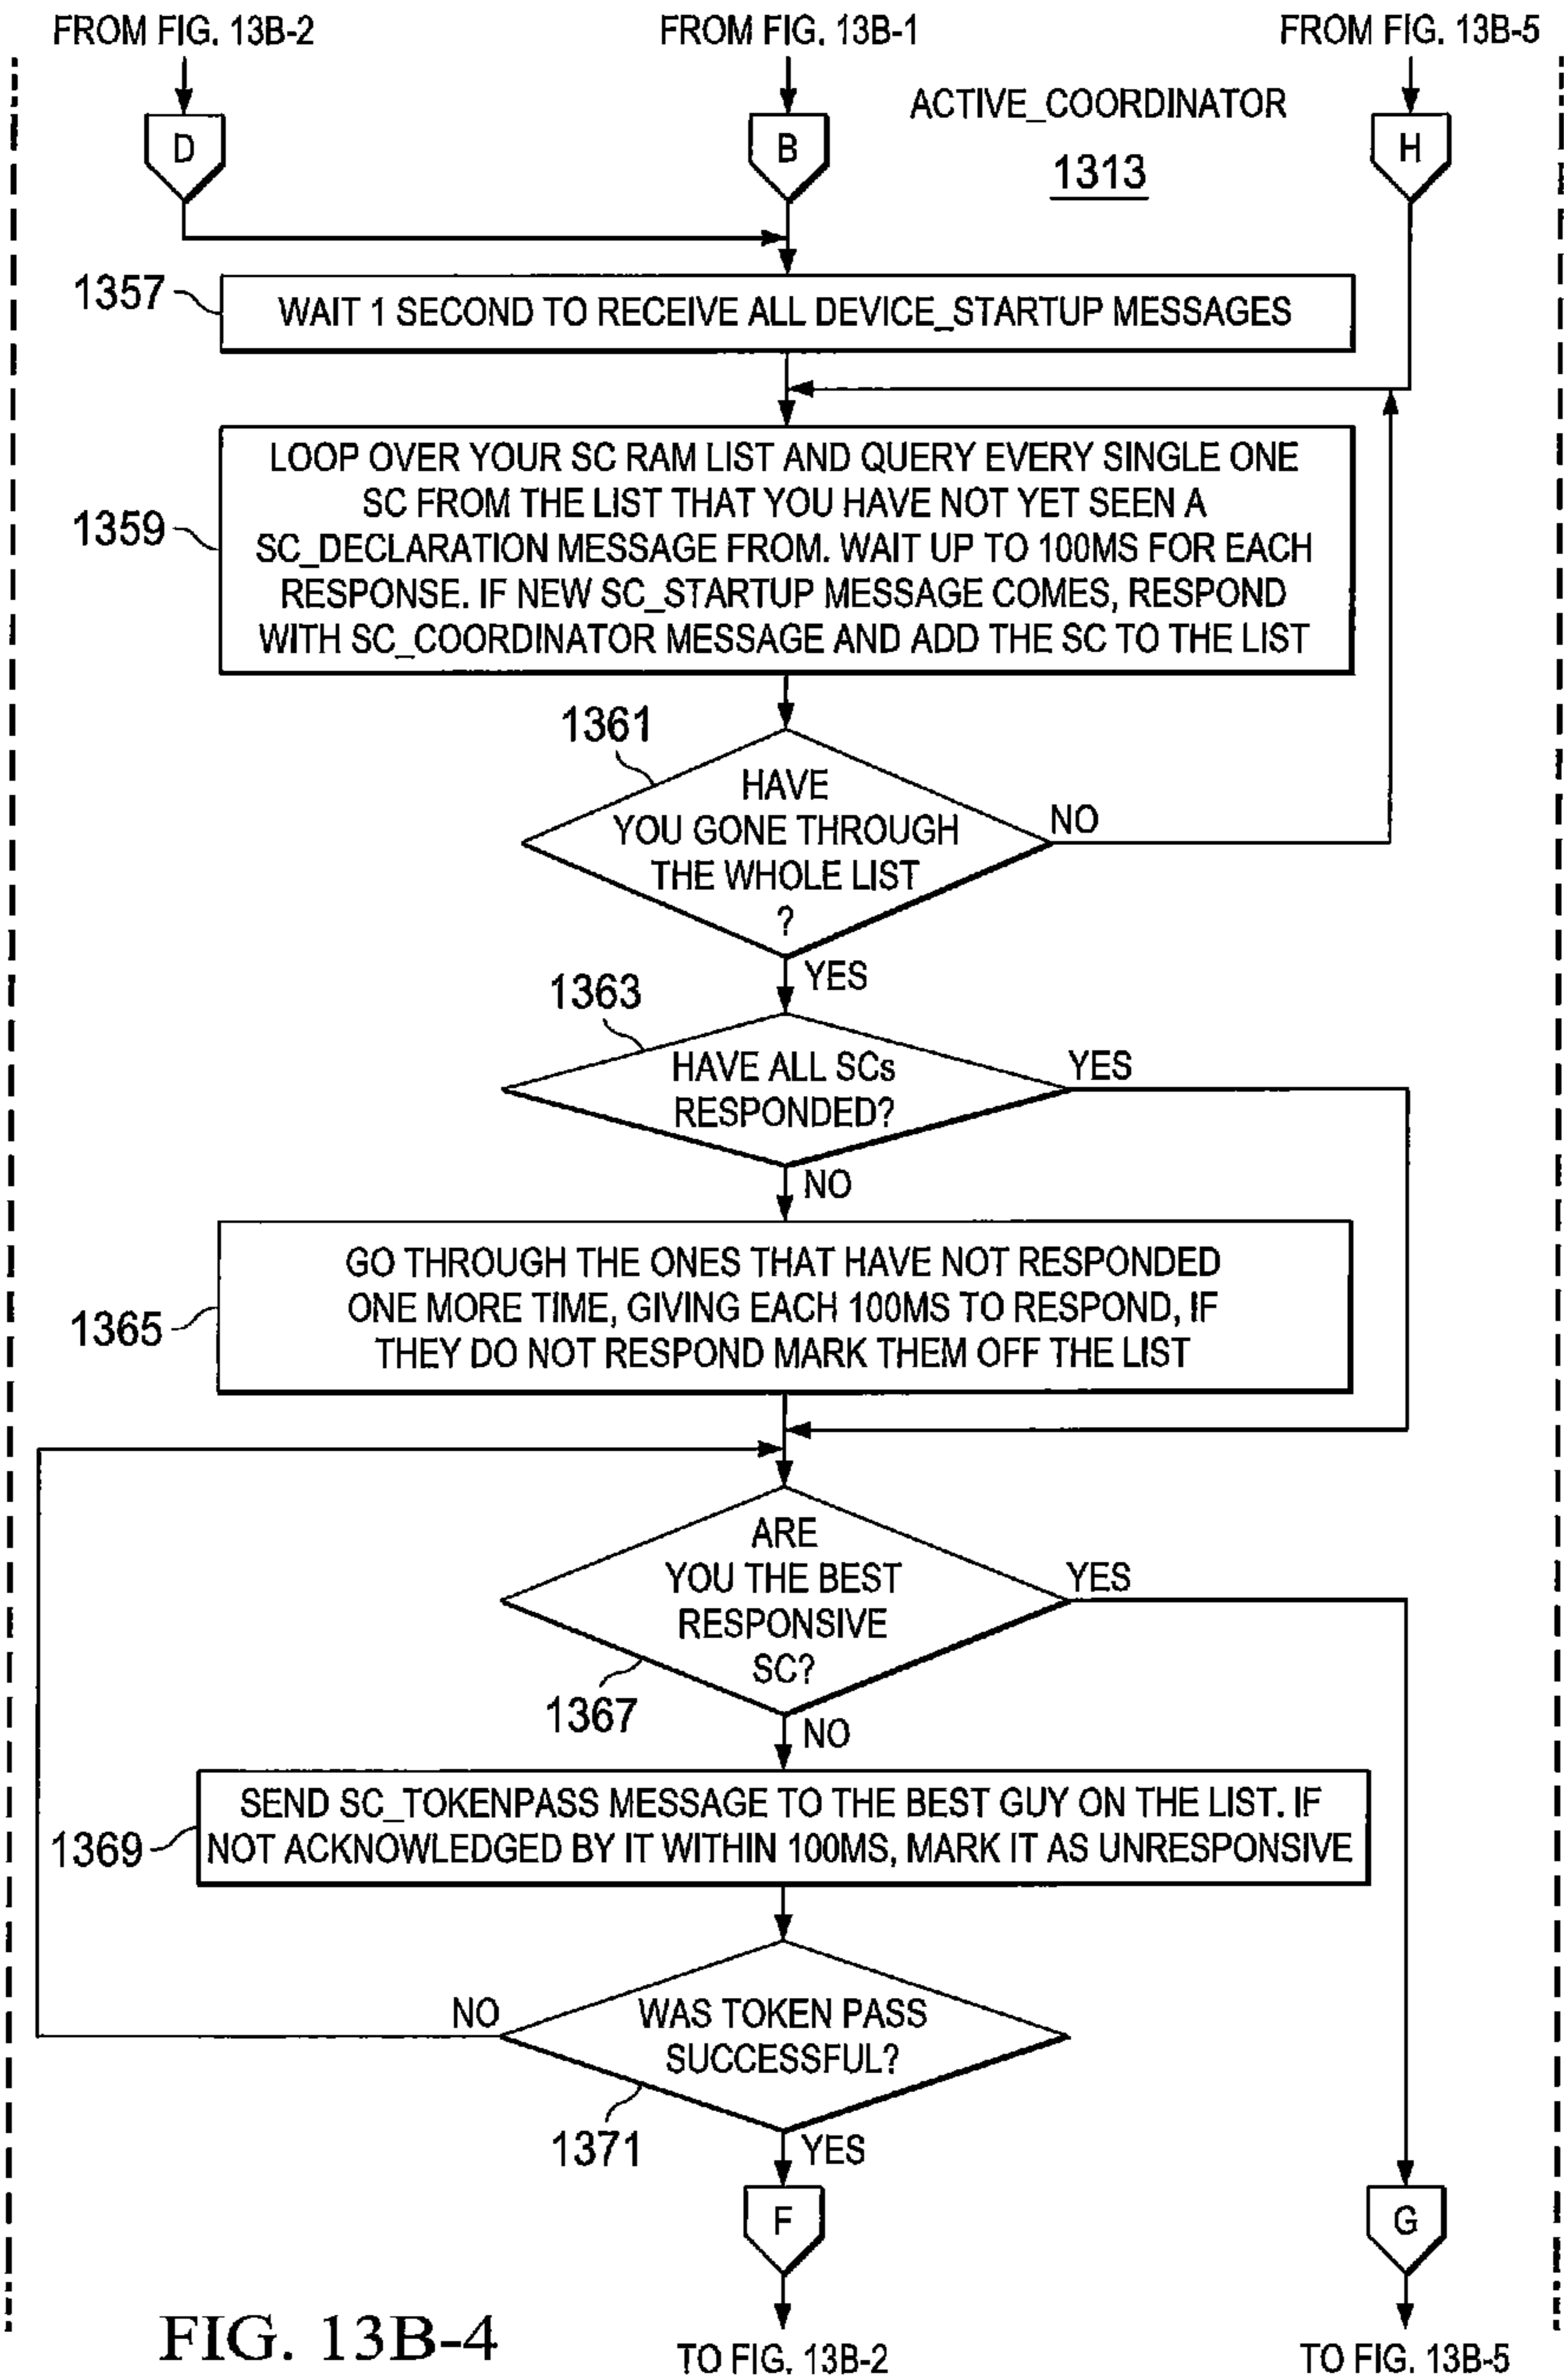 FROM FIG. 13B-2
FROM FIG. 13B-1
FROM FIG. 13B-5
D
B
ACTIVE_COORDINATOR
1313
H
1357
WAIT 1 SECOND TO RECEIVE ALL DEVICE_STARTUP MESSAGES
1359
LOOP OVER YOUR SC RAM LIST AND QUERY EVERY SINGLE ONE
SC FROM THE LIST THAT YOU HAVE NOT YET SEEN A
SC_DECLARATION MESSAGE FROM. WAIT UP TO 100MS FOR EACH
RESPONSE. IF NEW SC_STARTUP MESSAGE COMES, RESPOND
WITH SC_COORDINATOR MESSAGE AND ADD THE SC TO THE LIST
1361
HAVE
YOU GONE THROUGH
THE WHOLE LIST
?
NO
YES
1363
HAVE ALL SCs
RESPONDED?
YES
NO
1365
GO THROUGH THE ONES THAT HAVE NOT RESPONDED
ONE MORE TIME, GIVING EACH 100MS TO RESPOND, IF
THEY DO NOT RESPOND MARK THEM OFF THE LIST
ARE
YOU THE BEST
RESPONSIVE
SC?
YES
1367
NO
1369
SEND SC_TOKENPASS MESSAGE TO THE BEST GUY ON THE LIST. IF
NOT ACKNOWLEDGED BY IT WITHIN 100MS, MARK IT AS UNRESPONSIVE
NO
WAS TOKEN PASS
SUCCESSFUL?
1371
YES
F
G
FIG. 13B-4
TO FIG. 13B-2
TO FIG. 13B-5